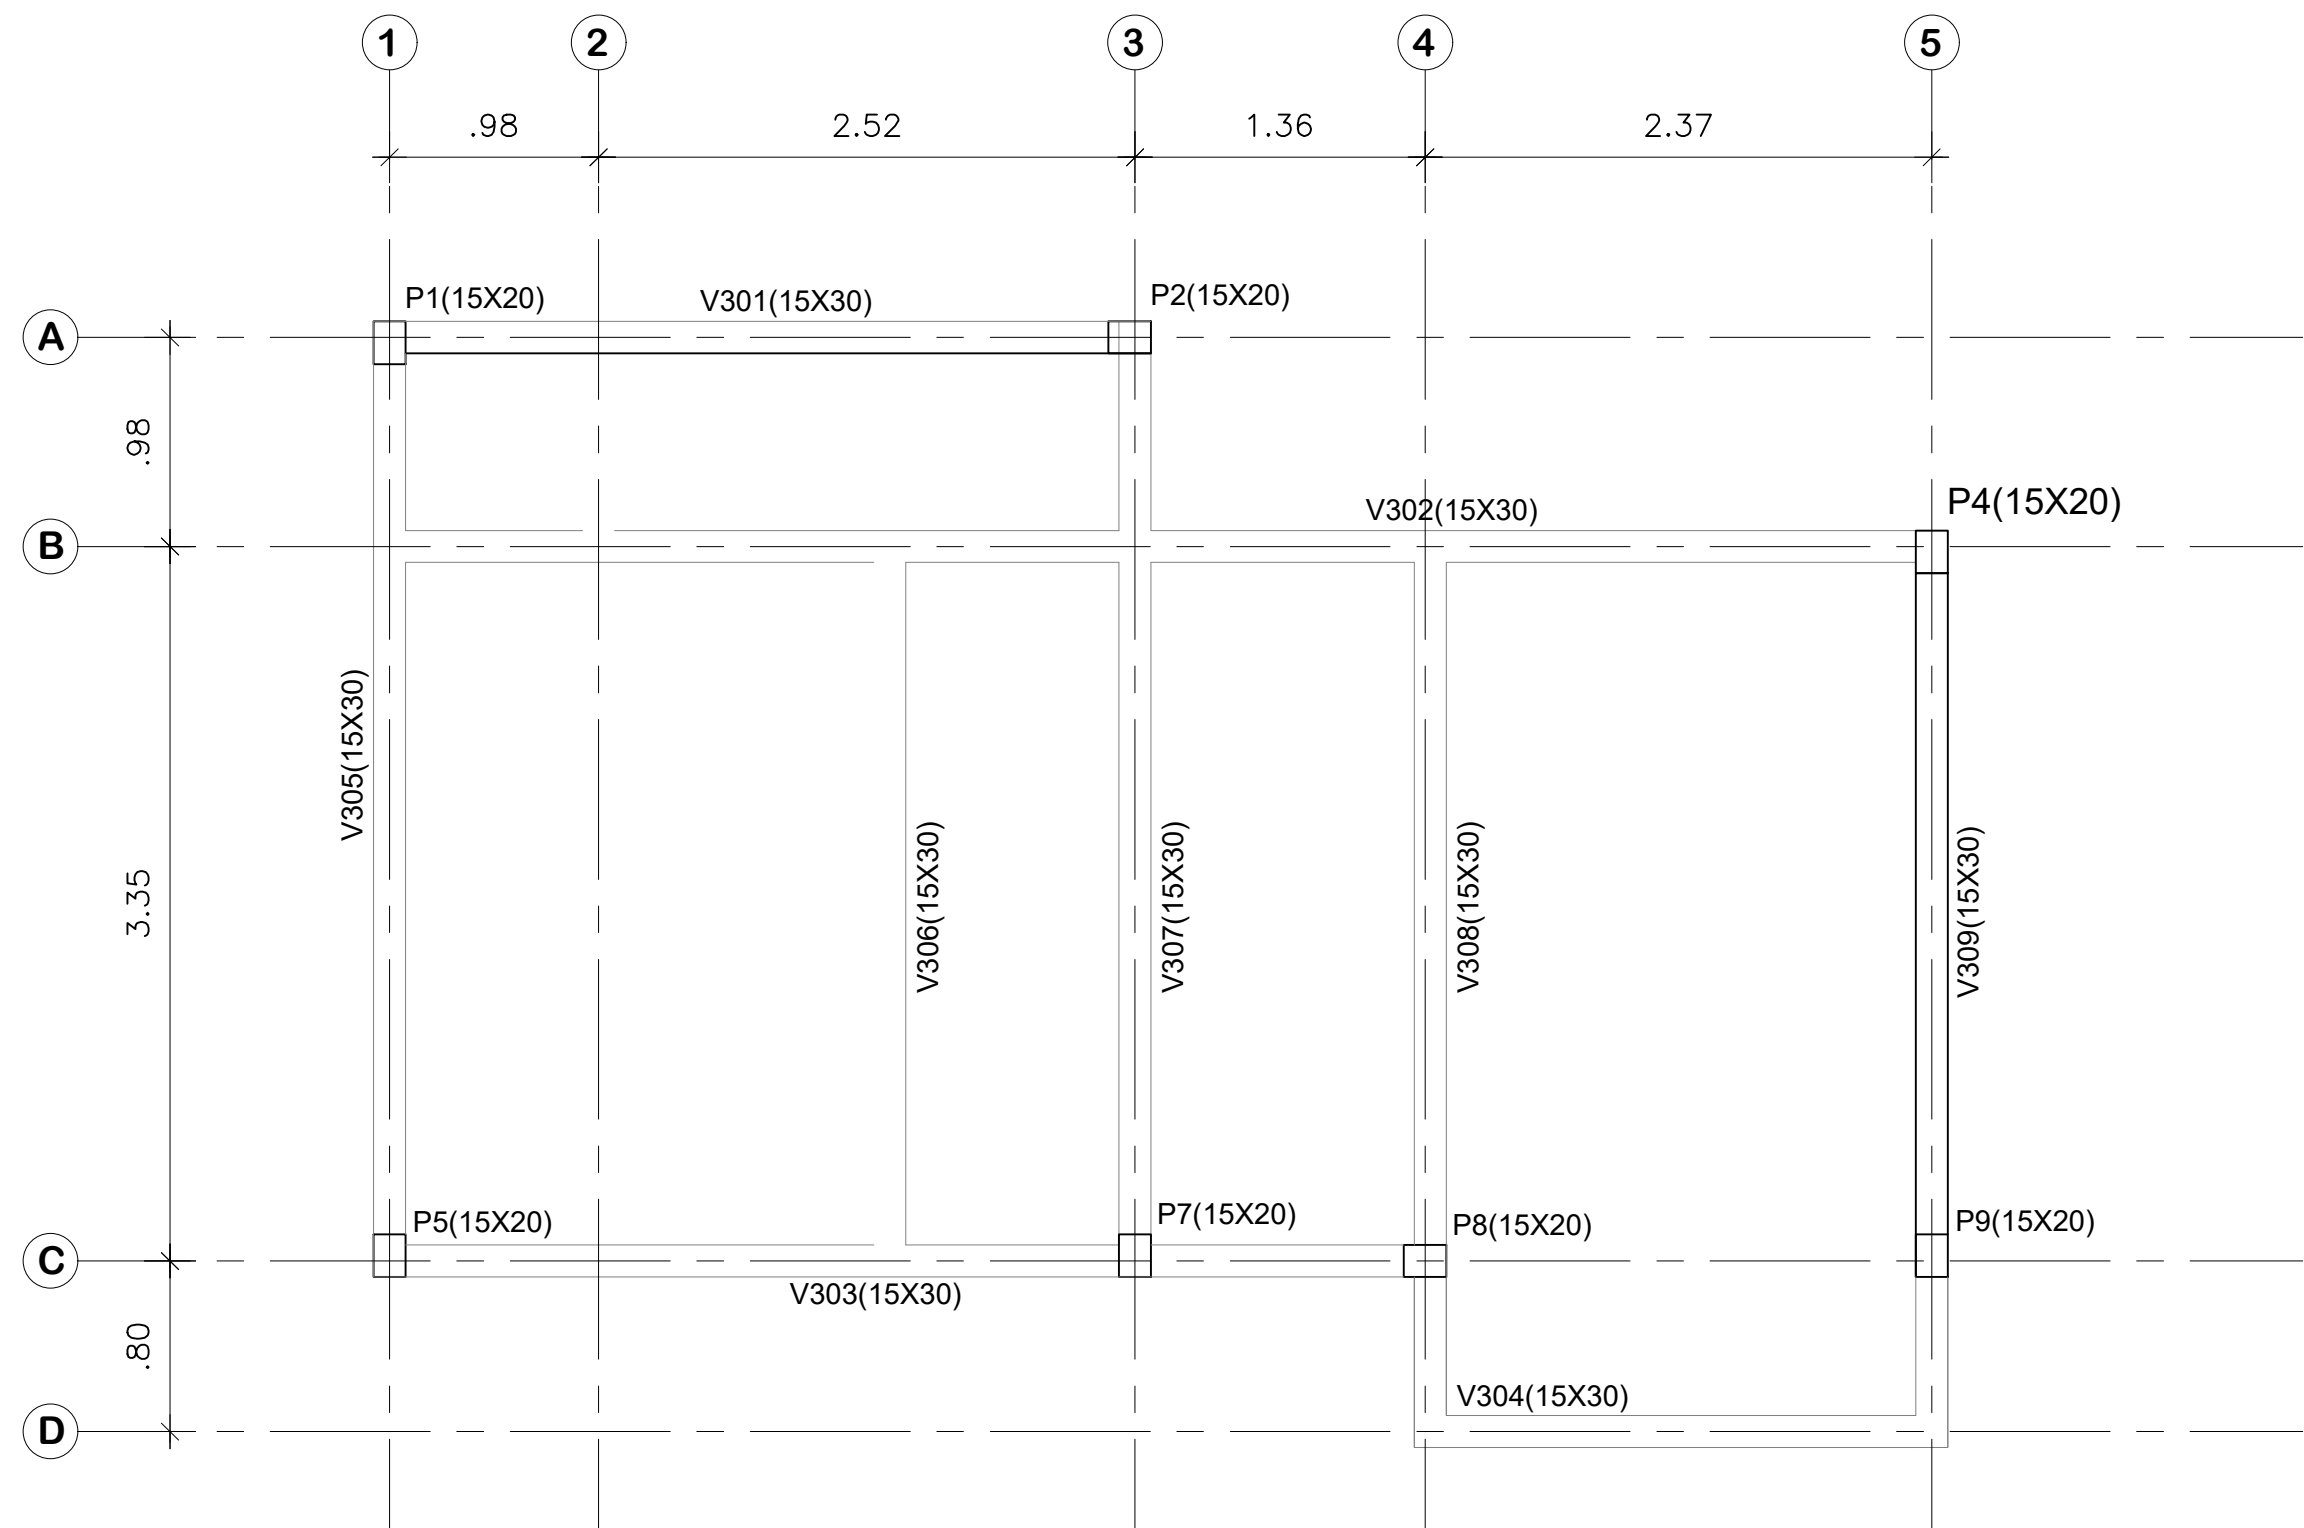 1 2 3 4 5
.98 2.52 1.36 2.37
P1(15X20) V301(15X30) P2(15X20)
A
.98
V302(15X30) P4(15X20)
B
V305(15X30)
3.35
V306(15X30) V307(15X30) V308(15X30) V309(15X30)
P5(15X20) P7(15X20) P8(15X20) P9(15X20)
C
V303(15X30)
.80
V304(15X30)
D